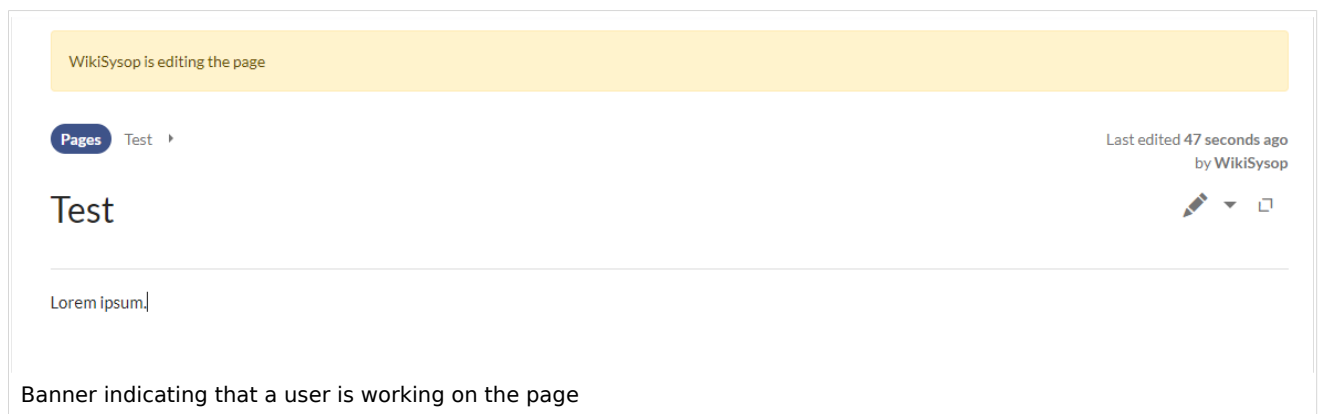 WikiSysop is editing the page
Pages Test
Last edited 47 seconds ago
by WikiSysop
Test
Lorem ipsum.
Banner indicating that a user is working on the page